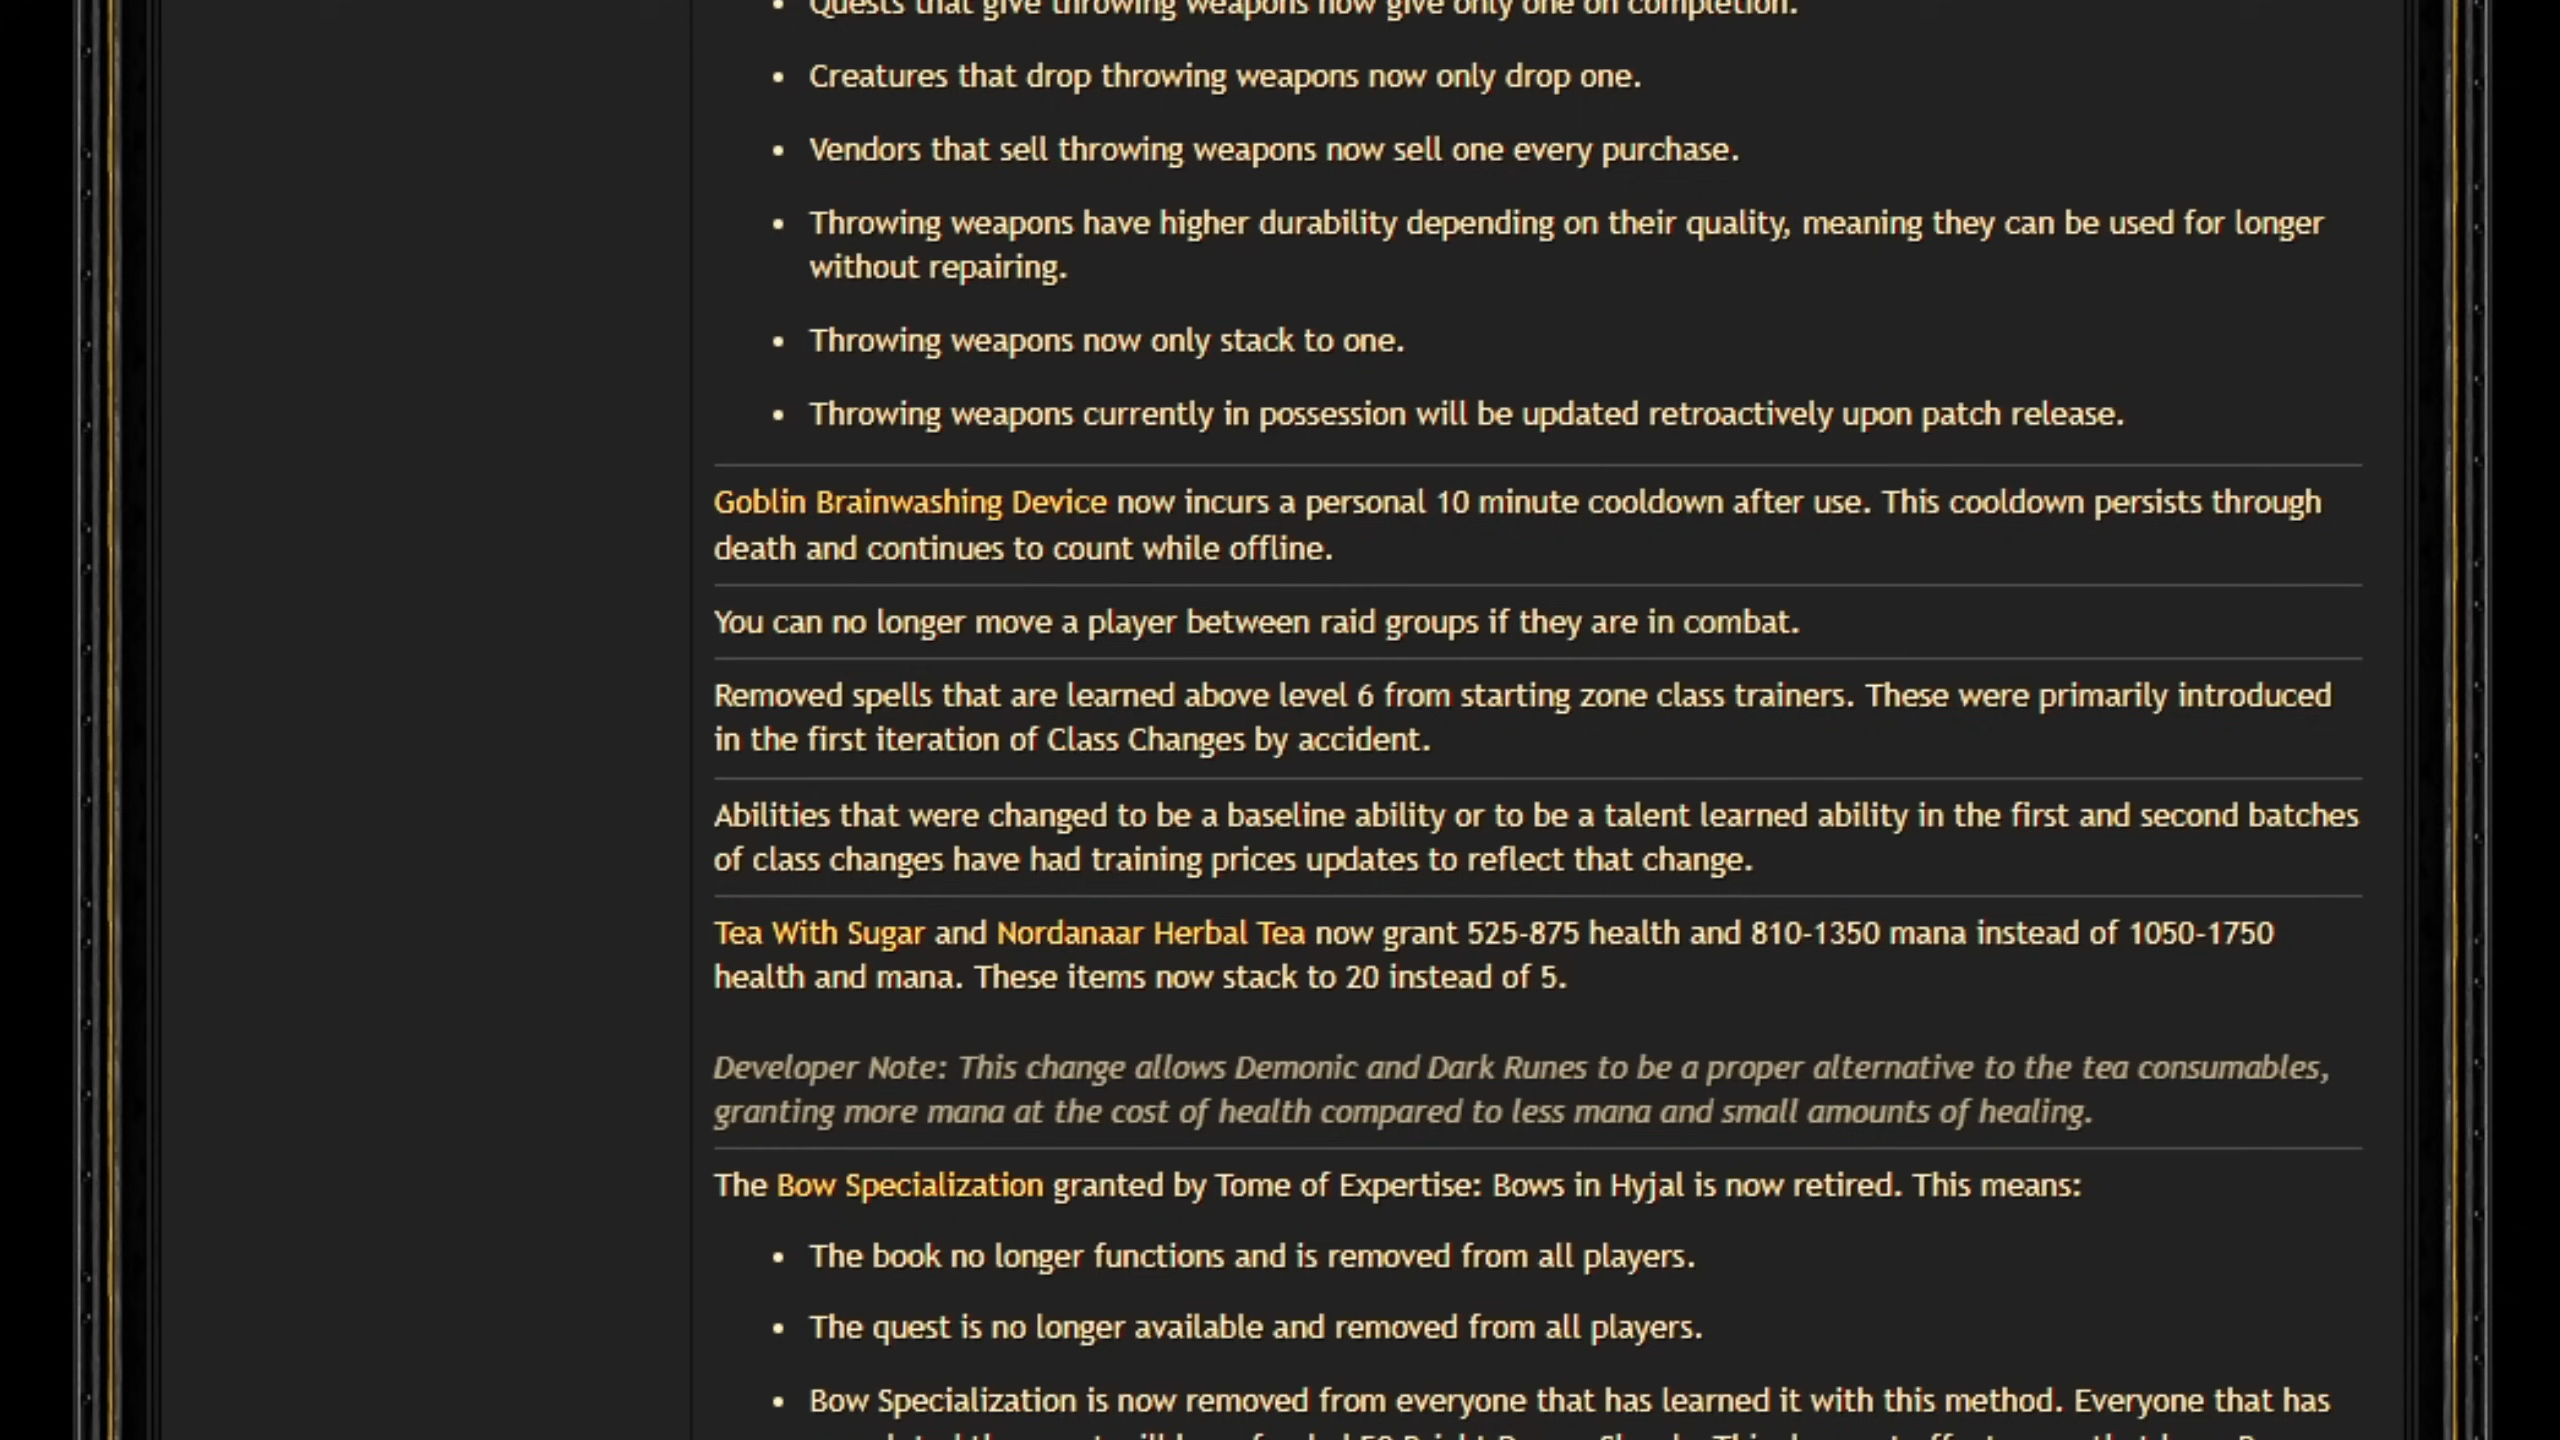 Quests that give throwing weapons now give only one on completion.
• Creatures that drop throwing weapons now only drop one.
• Vendors that sell throwing weapons now sell one every purchase.
• Throwing weapons have higher durability depending on their quality, meaning they can be used for longer
without repairing.
• Throwing weapons now only stack to one.
• Throwing weapons currently in possession will be updated retroactively upon patch release.
Goblin Brainwashing Device now incurs a personal 10 minute cooldown after use. This cooldown persists through
death and continues to count while offline.
You can no longer move a player between raid groups if they are in combat.
Removed spells that are learned above level 6 from starting zone class trainers. These were primarily introduced
in the first iteration of Class Changes by accident.
Abilities that were changed to be a baseline ability or to be a talent learned ability in the first and second batches
of class changes have had training prices updates to reflect that change.
Tea With Sugar and Nordanaar Herbal Tea now grant 525-875 health and 810-1350 mana instead of 1050-1750
health and mana. These items now stack to 20 instead of 5.
Developer Note: This change allows Demonic and Dark Runes to be a proper alternative to the tea consumables,
granting more mana at the cost of health compared to less mana and small amounts of healing.
The Bow Specialization granted by Tome of Expertise: Bows in Hyjal is now retired. This means:
• The book no longer functions and is removed from all players.
• The quest is no longer available and removed from all players.
• Bow Specialization is now removed from everyone that has learned it with this method. Everyone that has